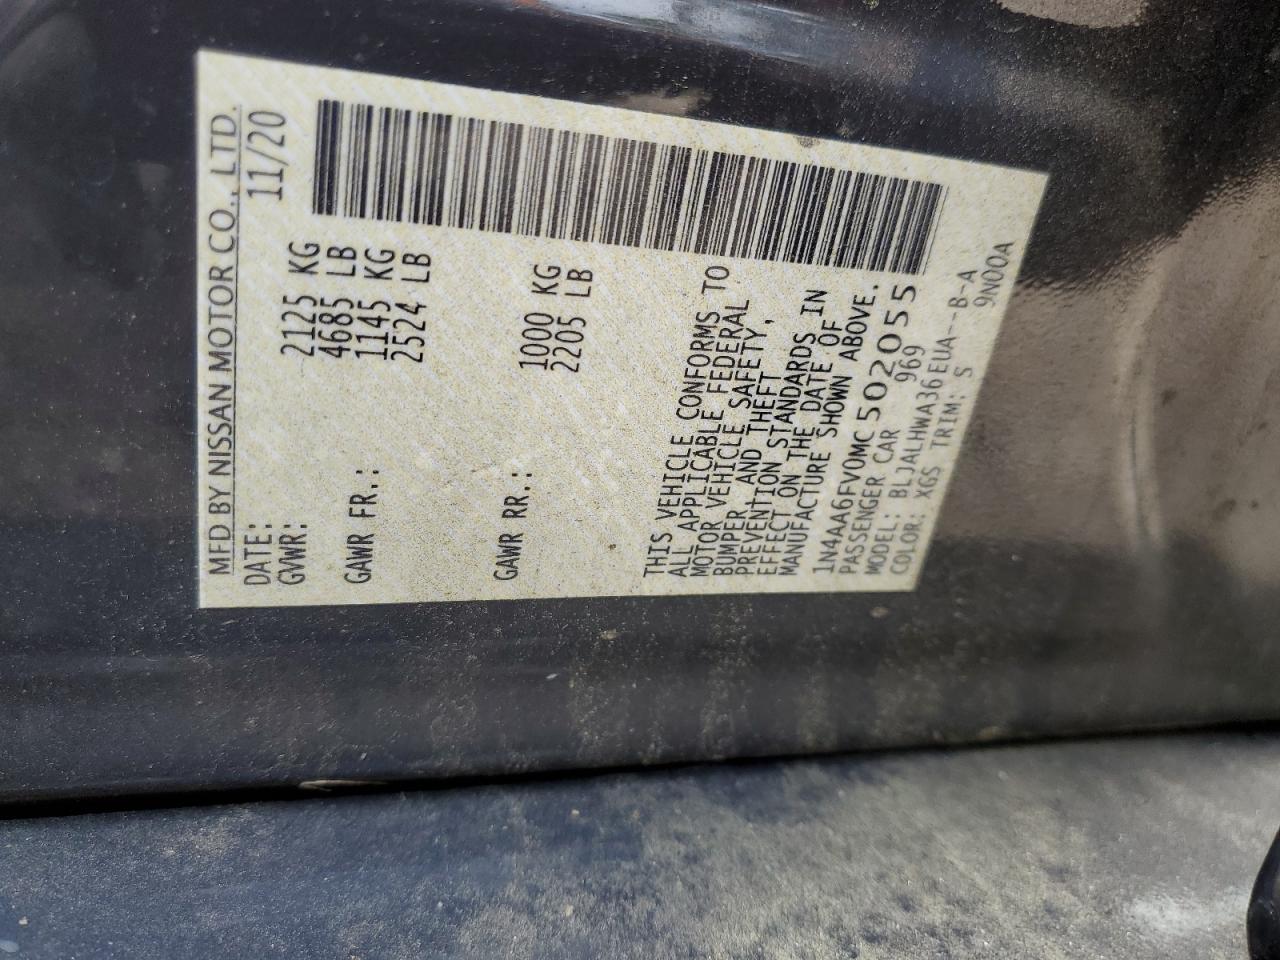 MFD BY NISSAN MOTOR CO., LTD.
DATE: 11/20
GVWR: 2125 KG
4685 LB
GAWR FR.: 1145 KG
2524 LB
GAWR RR.: 1000 KG
2205 LB
THIS VEHICLE CONFORMS TO
ALL APPLICABLE FEDERAL
MOTOR VEHICLE SAFETY,
BUMPER, AND THEFT
PREVENTION STANDARDS IN
EFFECT ON THE DATE OF
MANUFACTURE SHOWN ABOVE.
1N4AA6FV0MC502055
PASSENGER CAR 969
MODEL: BLJALHWA36EUA--B-A
COLOR: XGS TRIM: S 9N00A